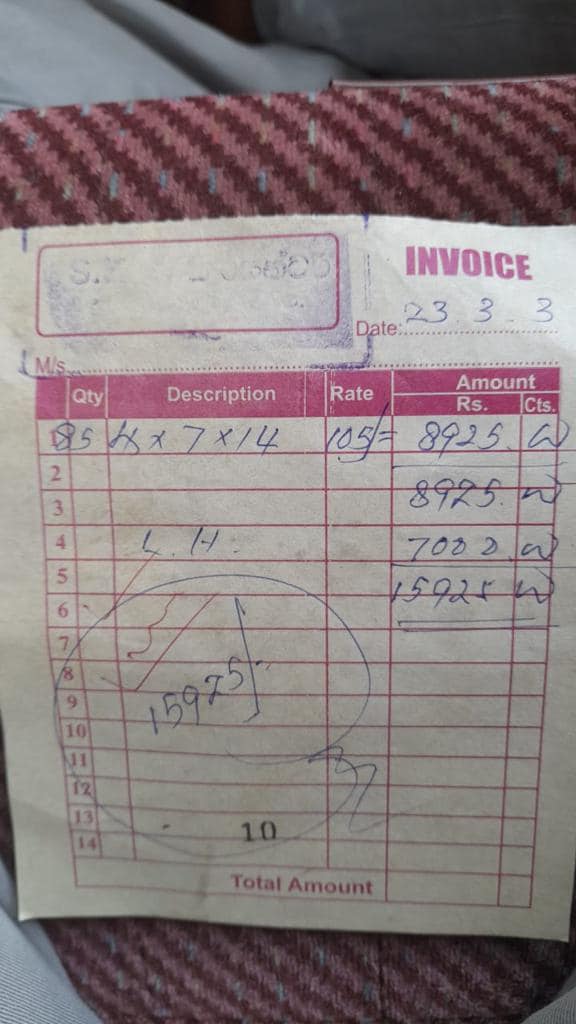 INVOICE
Date: 23 . 3 . 3
M/s.
Qty Description Rate Amount
Rs. Cts.
85 4 x 7 x 14 105/= 8925.
2
3 8925.
4 L.H. 7000.
5
6 15925
7
8
9 15925/-
10
11
12
13
14 10
Total Amount